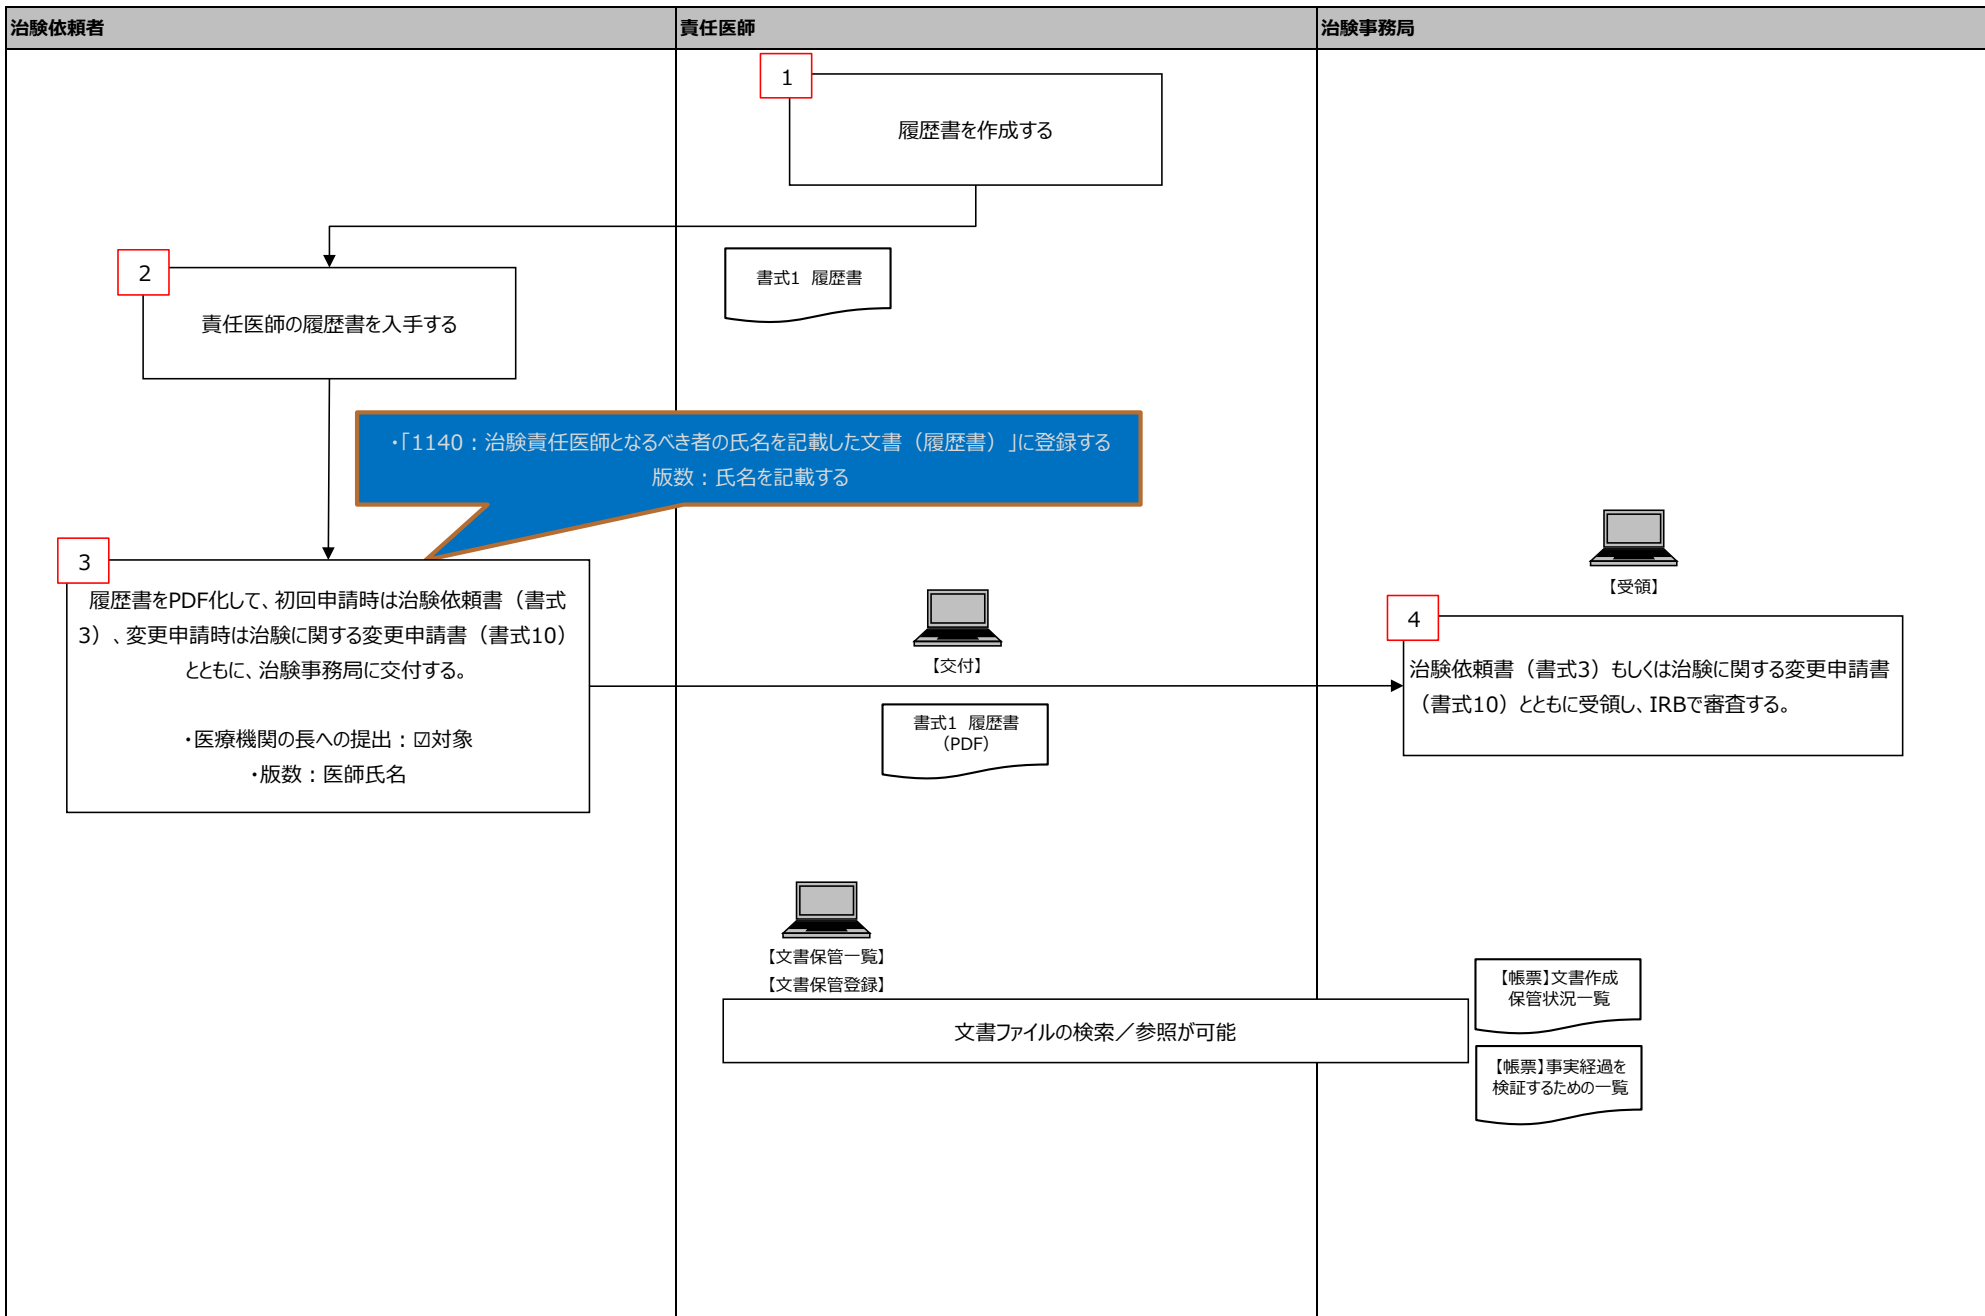 治験依頼者
責任医師
治験事務局
1
履歴書を作成する
2
責任医師の履歴書を入手する
書式1 履歴書
・「1140：治験責任医師となるべき者の氏名を記載した文書（履歴書）」に登録する
版数：氏名を記載する
3
履歴書をPDF化して、初回申請時は治験依頼書（書式
3）、変更申請時は治験に関する変更申請書（書式10）
とともに、治験事務局に交付する。
・医療機関の長への提出：☑対象
・版数：医師氏名
【交付】
書式1 履歴書
（PDF）
【受領】
4
治験依頼書（書式3）もしくは治験に関する変更申請書
（書式10）とともに受領し、IRBで審査する。
【文書保管一覧】
【文書保管登録】
文書ファイルの検索／参照が可能
【帳票】文書作成
保管状況一覧
【帳票】事実経過を
検証するための一覧